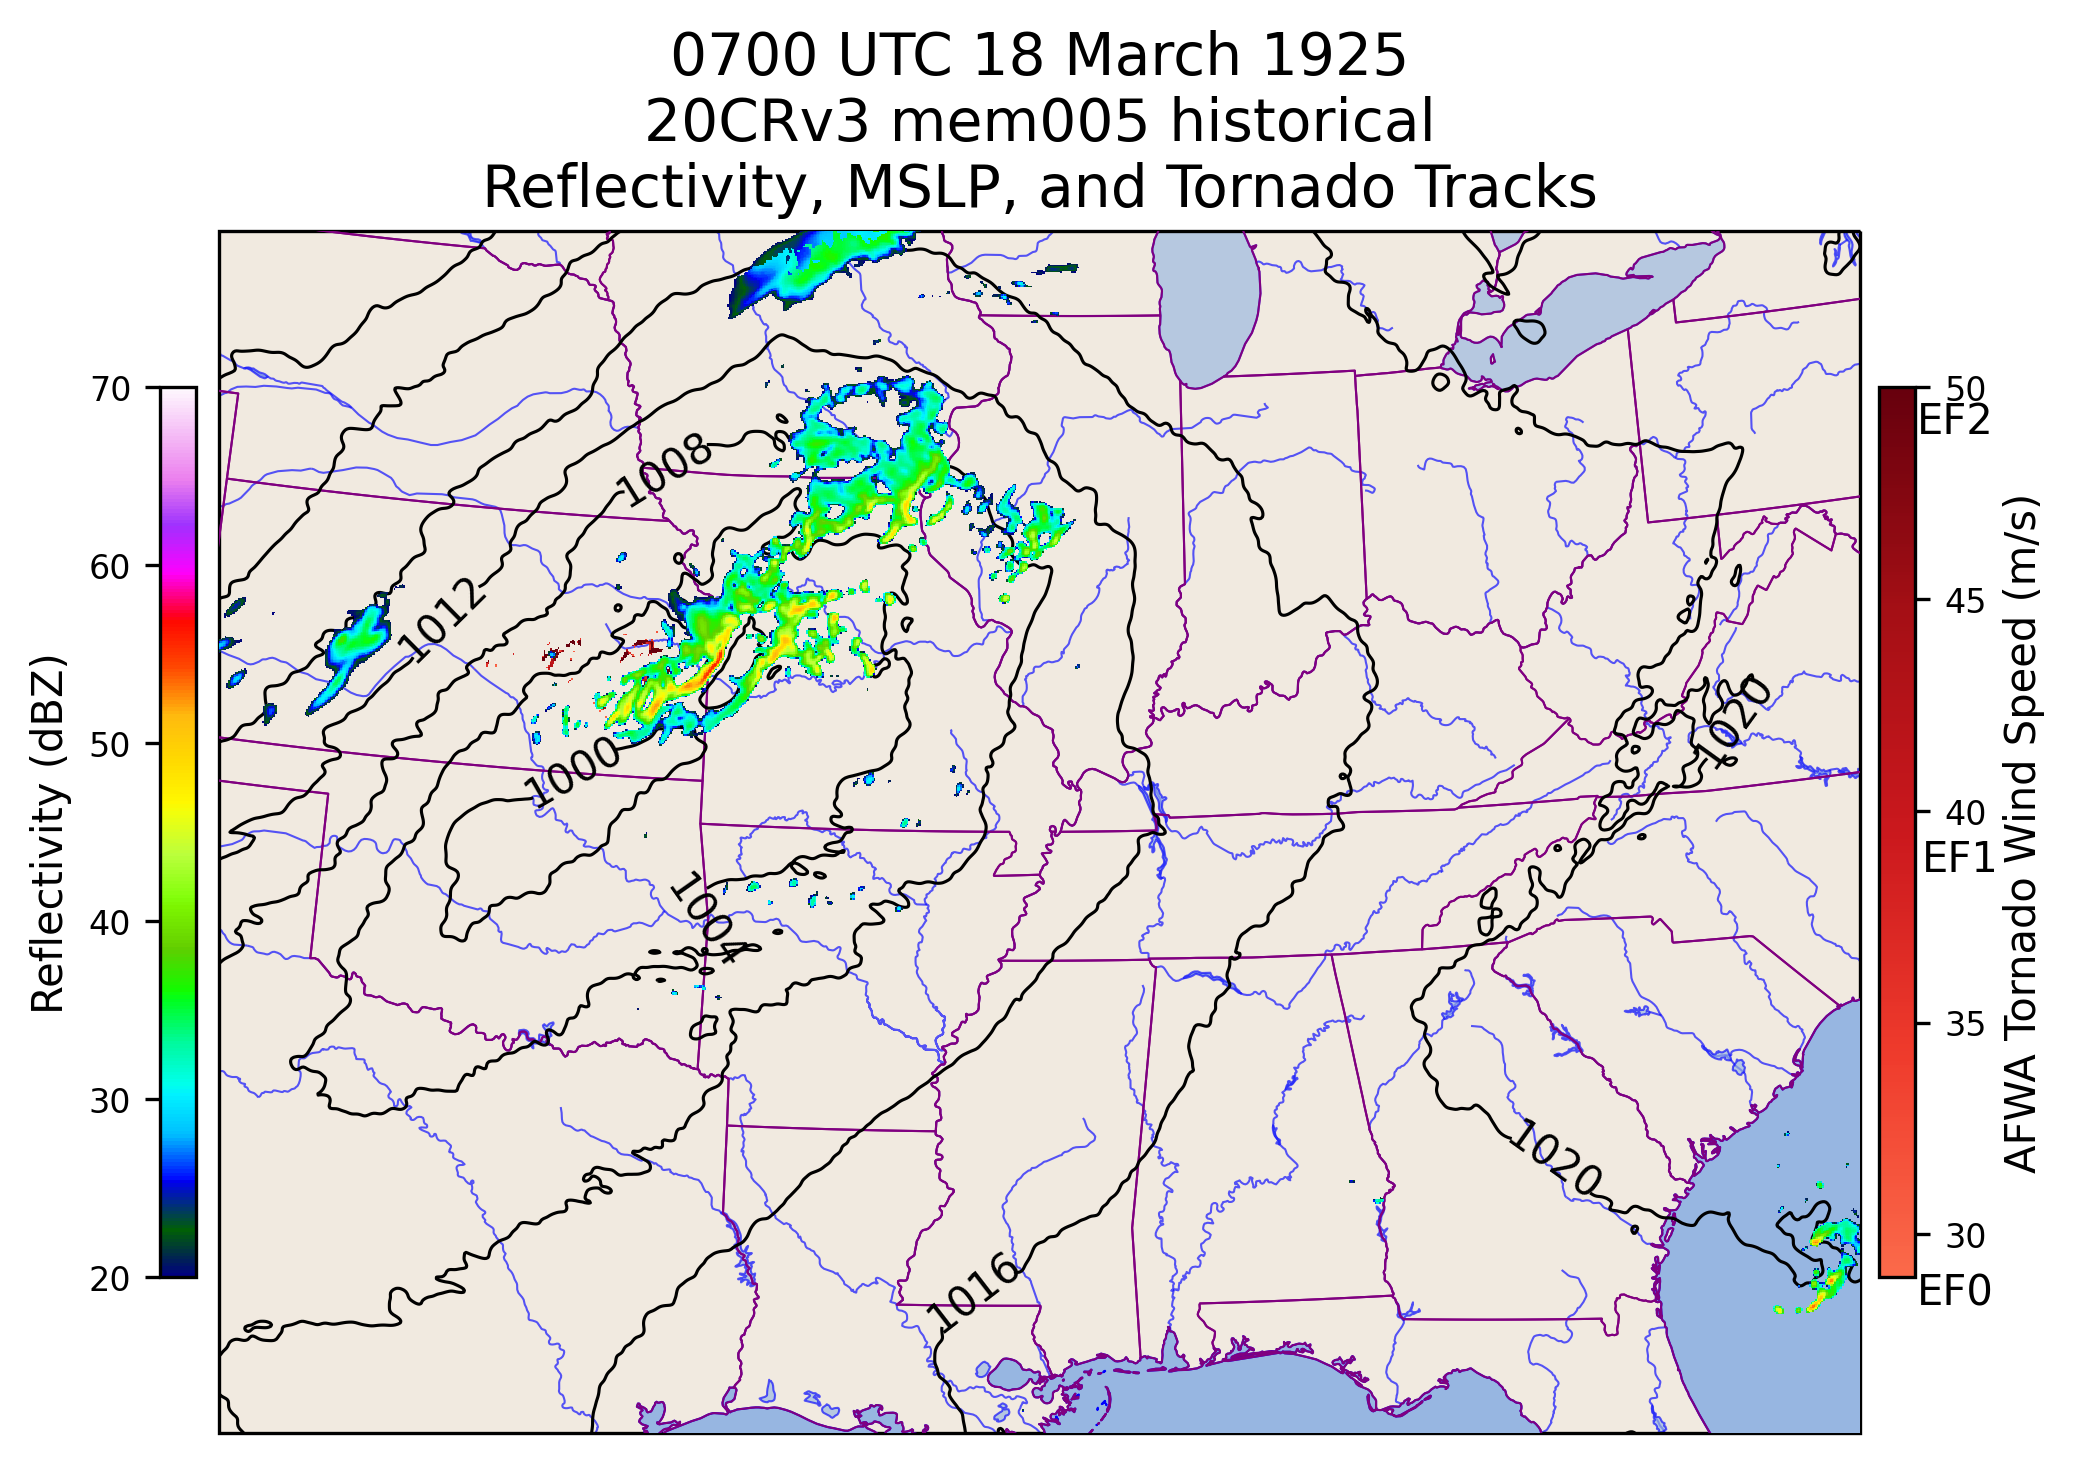 0700 UTC 18 March 1925
20CRv3 mem005 historical
Reflectivity, MSLP, and Tornado Tracks
Reflectivity (dBZ)
70
60
50
40
30
20
1008
1012
1000
1004
1020
1020
1016
50
EF2
45
40
EF1
35
30
EF0
AFWA Tornado Wind Speed (m/s)